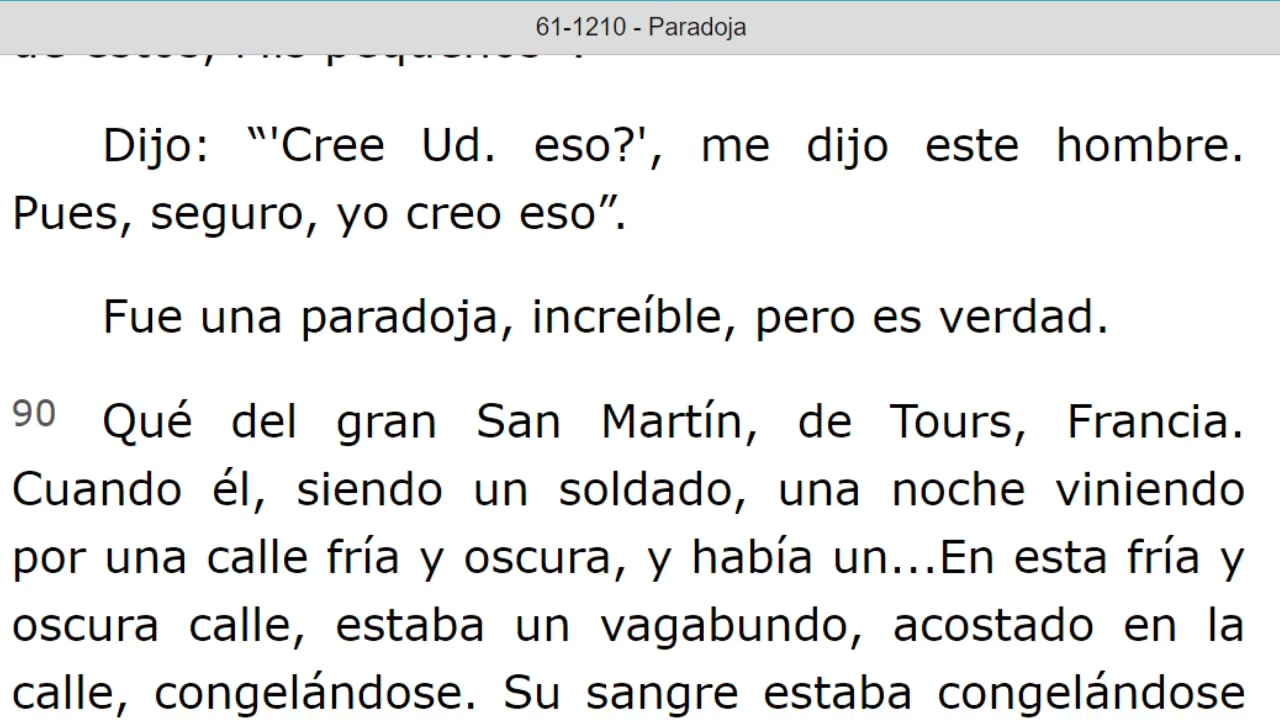 61-1210 - Paradoja
Dijo: “'Cree Ud. eso?', me dijo este hombre.
Pues, seguro, yo creo eso”.
Fue una paradoja, increíble, pero es verdad.
90 Qué del gran San Martín, de Tours, Francia.
Cuando él, siendo un soldado, una noche viniendo
por una calle fría y oscura, y había un...En esta fría y
oscura calle, estaba un vagabundo, acostado en la
calle, congelándose. Su sangre estaba congelándose